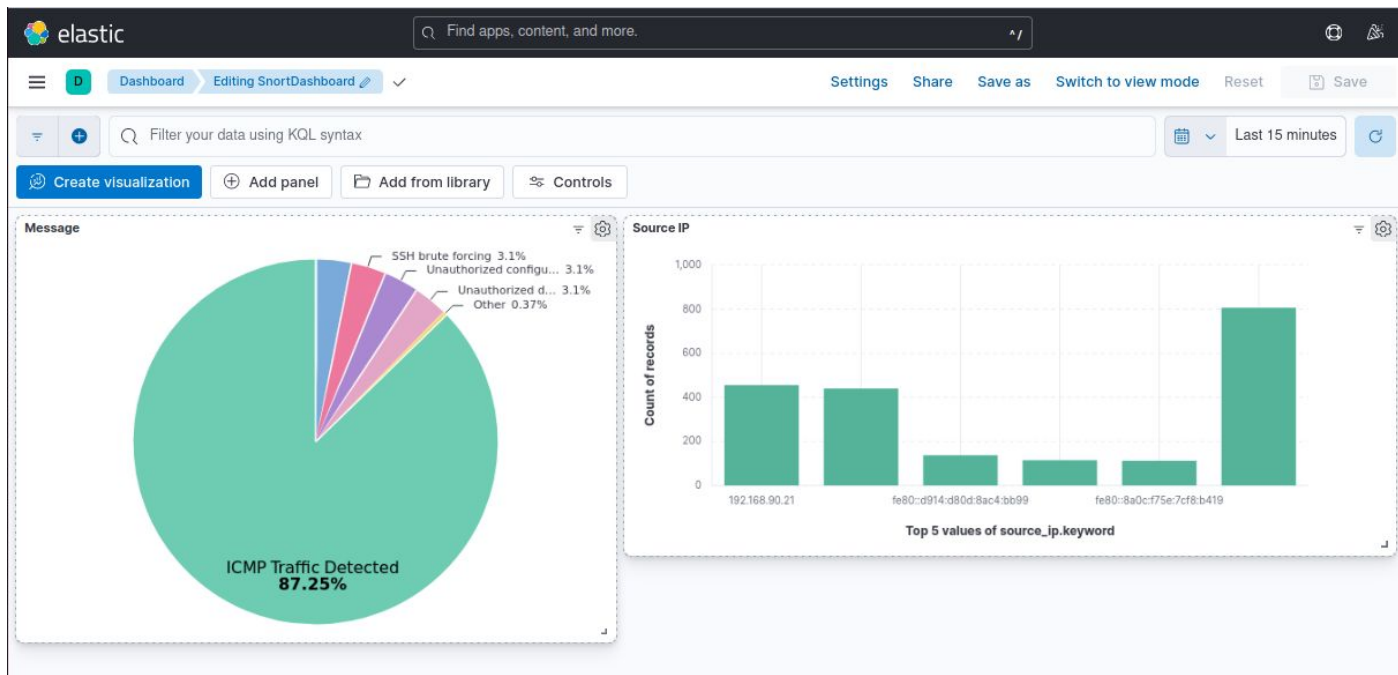 elastic
Find apps, content, and more.
^/
D
Dashboard
Editing SnortDashboard
Settings
Share
Save as
Switch to view mode
Reset
Save
Filter your data using KQL syntax
Last 15 minutes
Create visualization
Add panel
Add from library
Controls
Message
SSH brute forcing 3.1%
Unauthorized configu... 3.1%
Unauthorized d... 3.1%
Other 0.37%
ICMP Traffic Detected
87.25%
Source IP
Count of records
1,000
800
600
400
200
0
192.168.90.21
fe80::d914:d80d:8ac4:bb99
fe80::8a0c:f75e:7cf8:b419
Top 5 values of source_ip.keyword